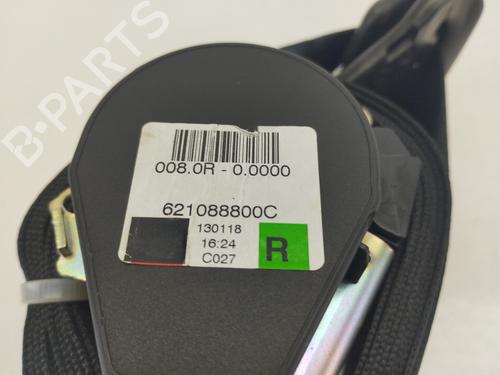 B-PARTS
008.0R - 0.0000
621088800C
130118
16:24
C027
R